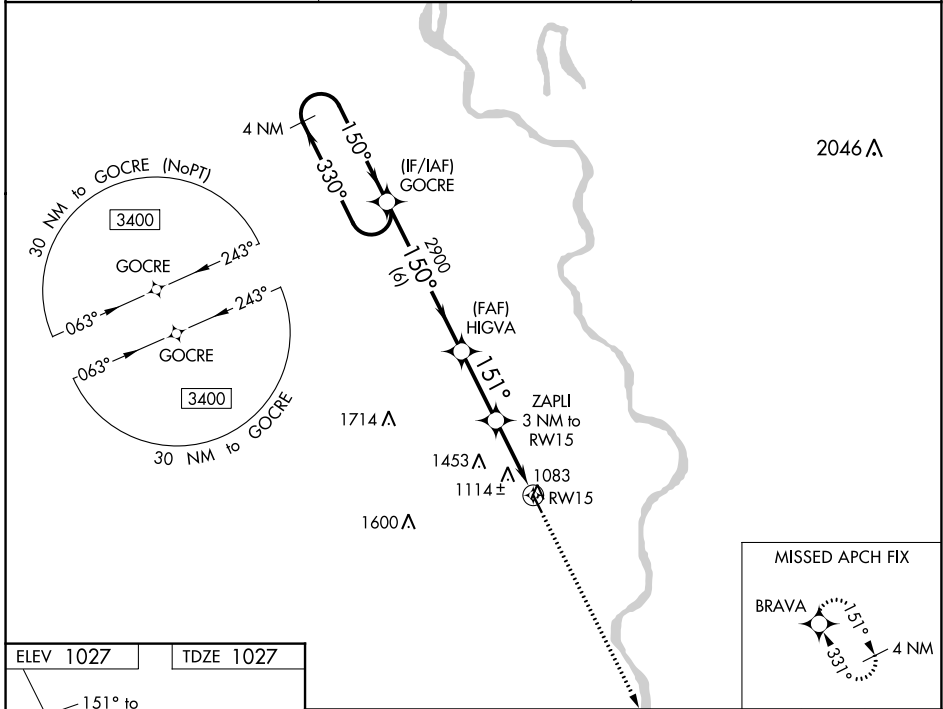 2046
4 NM
150°
330°
(IF/IAF)
GOCRE
30 NM to GOCRE (NoPT)
3400
GOCRE
243°
063°
2900
150°
(6)
243°
063°
GOCRE
3400
30 NM to GOCRE
(FAF)
HIGVA
151°
ZAPLI
3 NM to
RW15
1714
1453
1114 ±
1083
RW15
1600
MISSED APCH FIX
BRAVA
151°
331°
4 NM
ELEV 1027
TDZE 1027
151° to